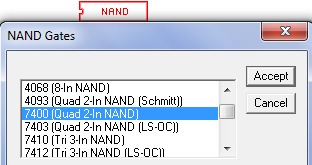 NAND
NAND Gates
4068 (8-In NAND)
4093 (Quad 2-In NAND (Schmitt))
7400 (Quad 2-In NAND)
7403 (Quad 2-In NAND (LS-OC))
7410 (Tri 3-In NAND)
7412 (Tri 3-In NAND (LS-OC))
Accept
Cancel